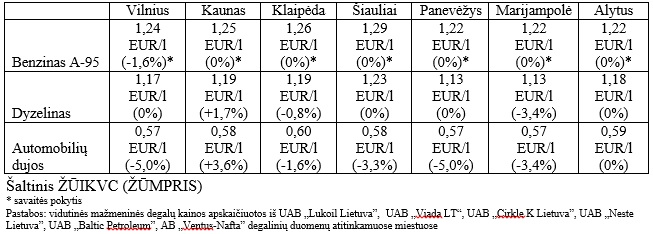 Vilnius Kaunas Klaipėda Šiauliai Panevėžys Marijampolė Alytus
1,24 1,25 1,26 1,29 1,22 1,22 1,22
EUR/l EUR/l EUR/l EUR/l EUR/l EUR/l EUR/l
Benzinas A-95 (-1,6%)* (0%)* (0%)* (0%)* (0%)* (0%)* (0%)*
1,17 1,19 1,19 1,23 1,13 1,13 1,18
EUR/l EUR/l EUR/l EUR/l EUR/l EUR/l EUR/l
Dyzelinas (0%) (+1,7%) (-0,8%) (0%) (0%) (-3,4%) (0%)
0,57 0,58 0,60 0,58 0,57 0,57 0,59
Automobilių EUR/l EUR/l EUR/l EUR/l EUR/l EUR/l EUR/l
dujos (-5,0%) (+3,6%) (-1,6%) (-3,3%) (-5,0%) (-3,4%) (0%)
Šaltinis ŽŪIKVC (ŽŪMPRIS)
* savaitės pokytis
Pastabos: vidutinės mažmeninės degalų kainos apskaičiuotos iš UAB „Lukoil Lietuva”, UAB „Viada LT“, UAB „Cirkle K Lietuva”, UAB „Neste
Lietuva”, UAB „Baltic Petroleum”, AB „Ventus-Nafta” degalinių duomenų atitinkamuose miestuose